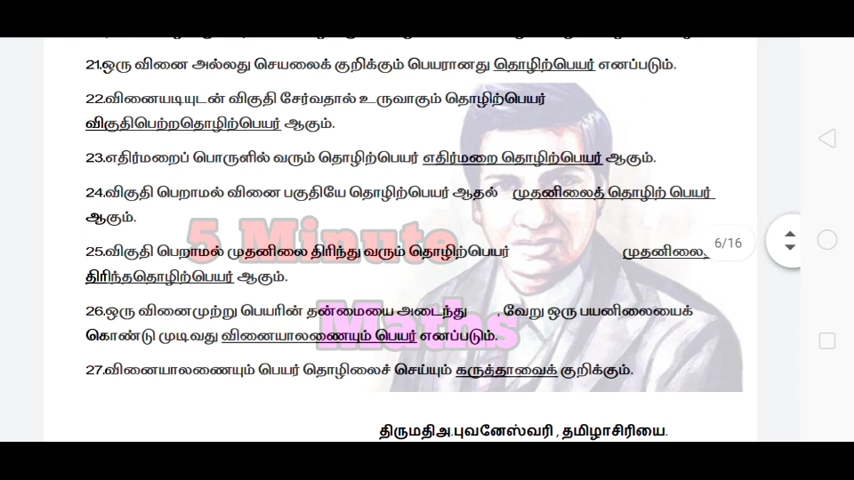 21.ஒரு வினை அல்லது செயலைக் குறிக்கும் பெயரானது தொழிற்பெயர் எனப்படும்.
22.வினையடியுடன் விகுதி சேர்வதால் உருவாகும் தொழிற்பெயர்
விகுதிபெற்றதொழிற்பெயர் ஆகும்.
23.எதிர்மறைப் பொருளில் வரும் தொழிற்பெயர் எதிர்மறை தொழிற்பெயர் ஆகும்.
24.விகுதி பெறாமல் வினை பகுதியே தொழிற்பெயர் ஆதல் முதனிலைத் தொழிற் பெயர்
ஆகும்.
5 Minute
25.விகுதி பெறாமல் முதனிலை திரிந்து வரும் தொழிற்பெயர் முதனிலை
6/16
திரிந்ததொழிற்பெயர் ஆகும்.
26.ஒரு வினைமுற்று பெயரின் தன்மையை அடைந்து , வேறு ஒரு பயனிலையைக்
Maths
கொண்டு முடிவது வினையாலணையும் பெயர் எனப்படும்.
27.வினையாலணையும் பெயர் தொழிலைச் செய்யும் கருத்தாவைக் குறிக்கும்.
திருமதிஅ.புவனேஸ்வரி , தமிழாசிரியை.